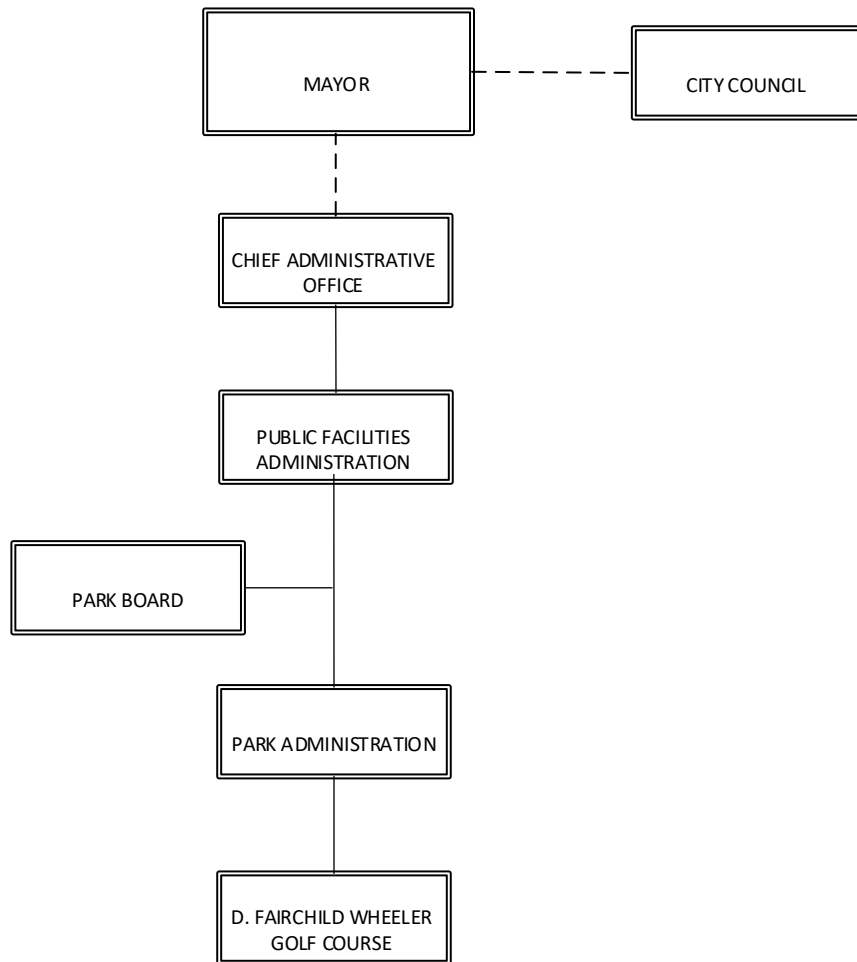 MAYOR
CITY COUNCIL
CHIEF ADMINISTRATIVE
OFFICE
PUBLIC FACILITIES
ADMINISTRATION
PARK BOARD
PARK ADMINISTRATION
D. FAIRCHILD WHEELER
GOLF COURSE